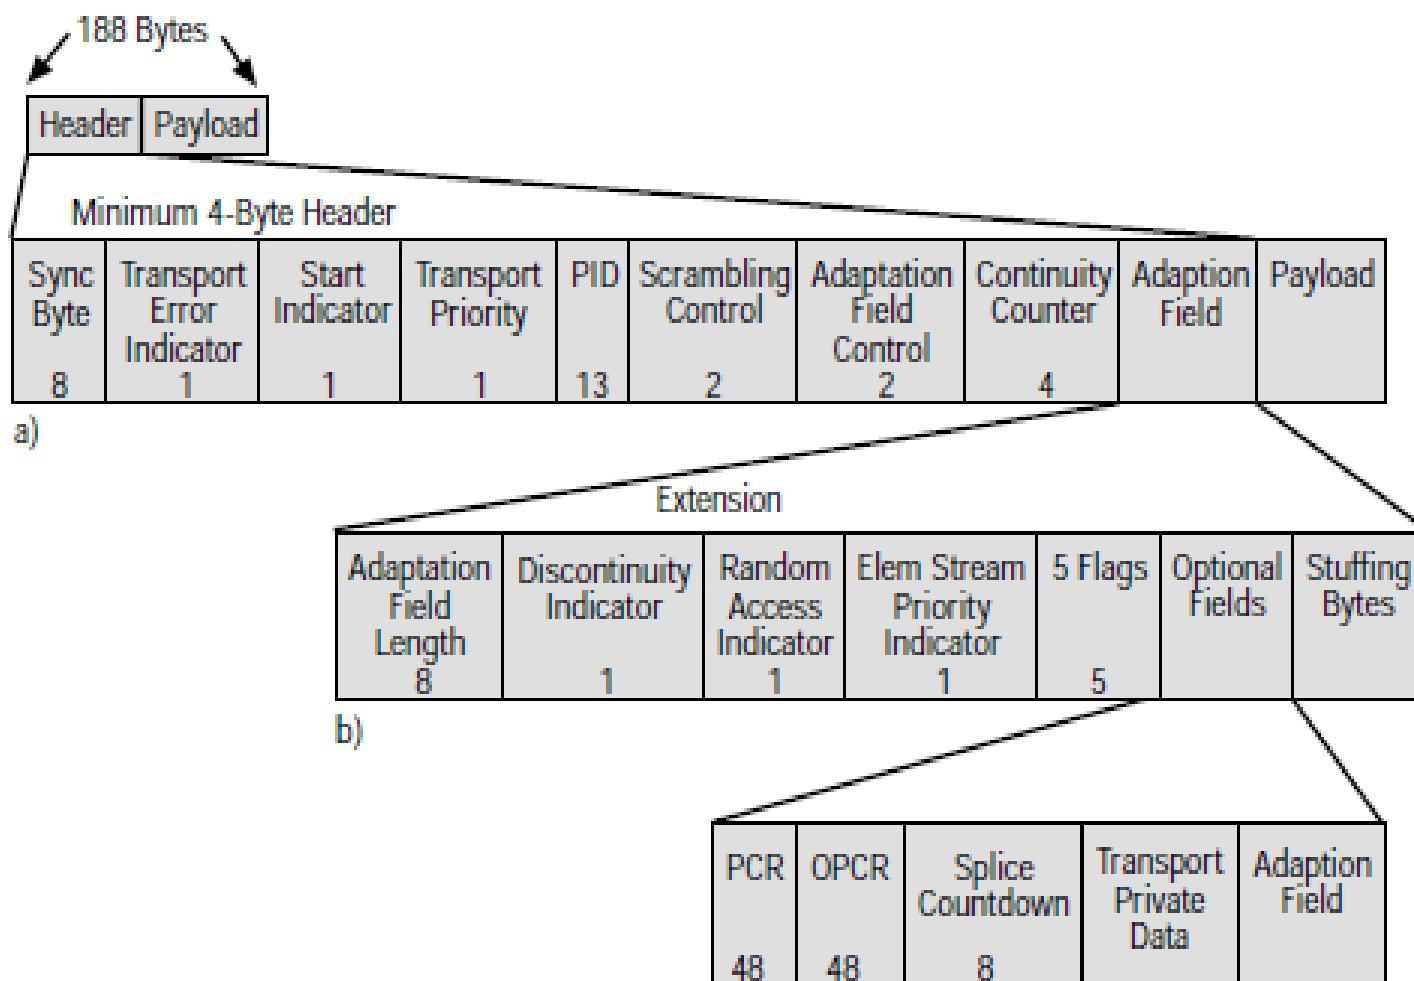 188 Bytes
Header Payload
Minimum 4-Byte Header
Sync Byte 8
Transport Error Indicator 1
Start Indicator 1
Transport Priority 1
PID 13
Scrambling Control 2
Adaptation Field Control 2
Continuity Counter 4
Adaption Field
Payload
a)
Extension
Adaptation Field Length 8
Discontinuity Indicator 1
Random Access Indicator 1
Elem Stream Priority Indicator 1
5 Flags 5
Optional Fields
Stuffing Bytes
b)
PCR 48
OPCR 48
Splice Countdown 8
Transport Private Data
Adaption Field